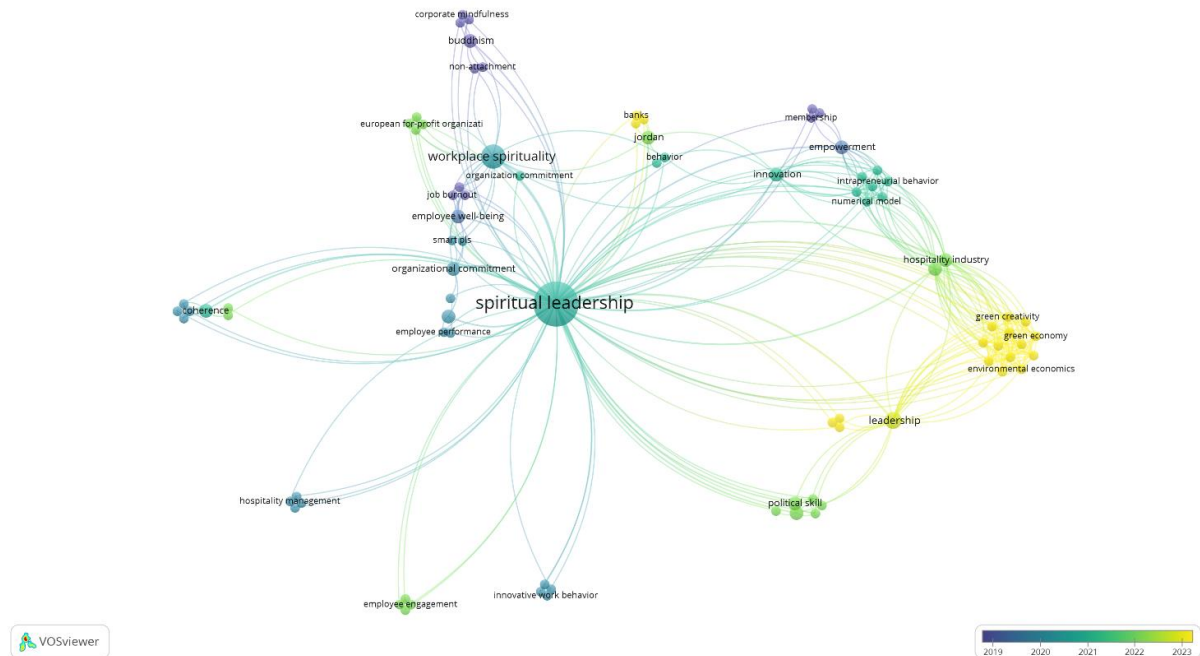 corporate mindfulness
buddhism
non-attachment
european for-profit organizati
workplace spirituality
organization commitment
job burnout
employee well-being
smart pls
organizational commitment
employee performance
coherence
spiritual leadership
banks
jordan
behavior
membership
empowerment
innovation
intrapreneurial behavior
numerical model
hospitality industry
green creativity
green economy
environmental economics
leadership
political skill
hospitality management
employee engagement
innovative work behavior
VOSviewer
2019 2020 2021 2022 2023